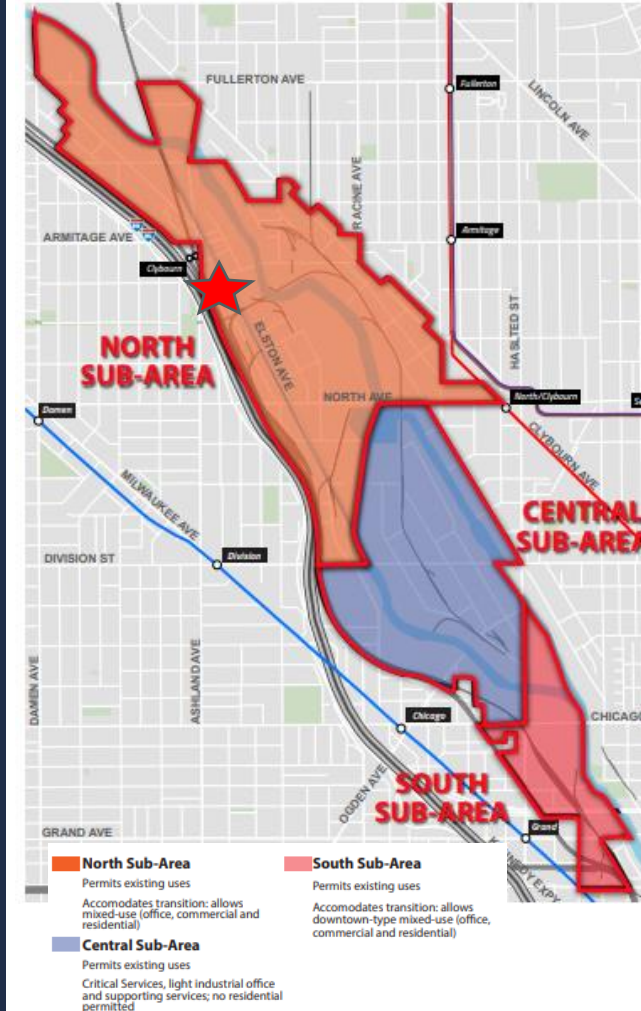 FULLERTON AVE
Fullerton
LINCOLN AVE
RACINE AVE
ARMITAGE AVE
Armitage
Clybourn
HASLTED ST
NORTH
SUB-AREA
ELSTON AVE
NORTH AVE
North/Clybourn
Damen
CLYBOURN AVE
MILWAUKEE AVE
CENTRAL
SUB-AREA
DIVISION ST
Division
DAMEN AVE
ASHLAND AVE
Chicago
CHICAGO
OGDEN AVE
SOUTH
SUB-AREA
GRAND AVE
Grand
KENNEDY EXPY
North Sub-Area
Permits existing uses
Accomodates transition: allows
mixed-use (office, commercial and
residential)
Central Sub-Area
Permits existing uses
Critical Services, light industrial office
and supporting services; no residential
permitted
South Sub-Area
Permits existing uses
Accomodates transition: allows
downtown-type mixed-use (office,
commercial and residential)